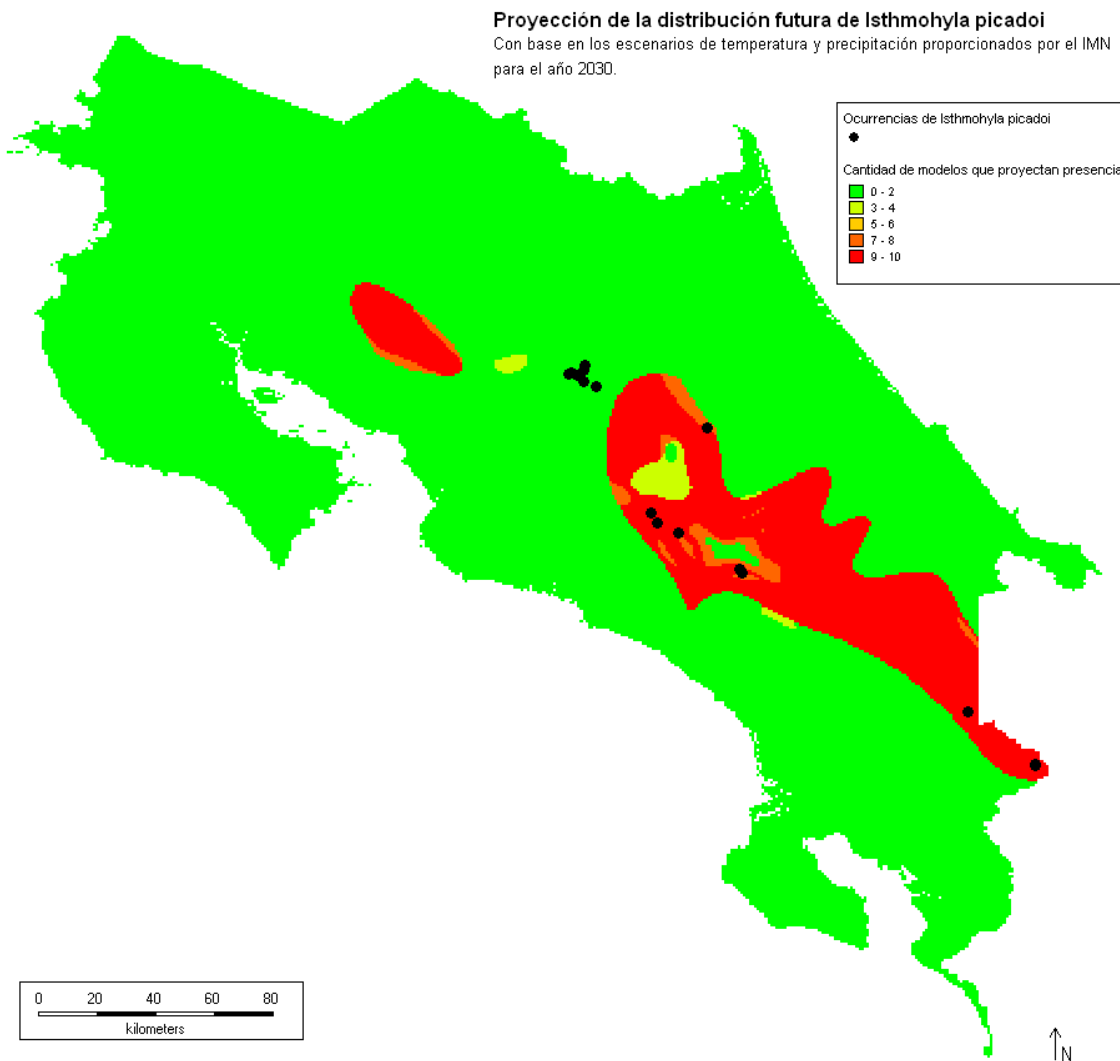 Proyección de la distribución futura de Isthmohyla picadoi
Con base en los escenarios de temperatura y precipitación proporcionados por el IMN
para el año 2030.
Ocurrencias de Isthmohyla picadoi
Cantidad de modelos que proyectan presencia
0 - 2
3 - 4
5 - 6
7 - 8
9 - 10
0 20 40 60 80
kilometers
N